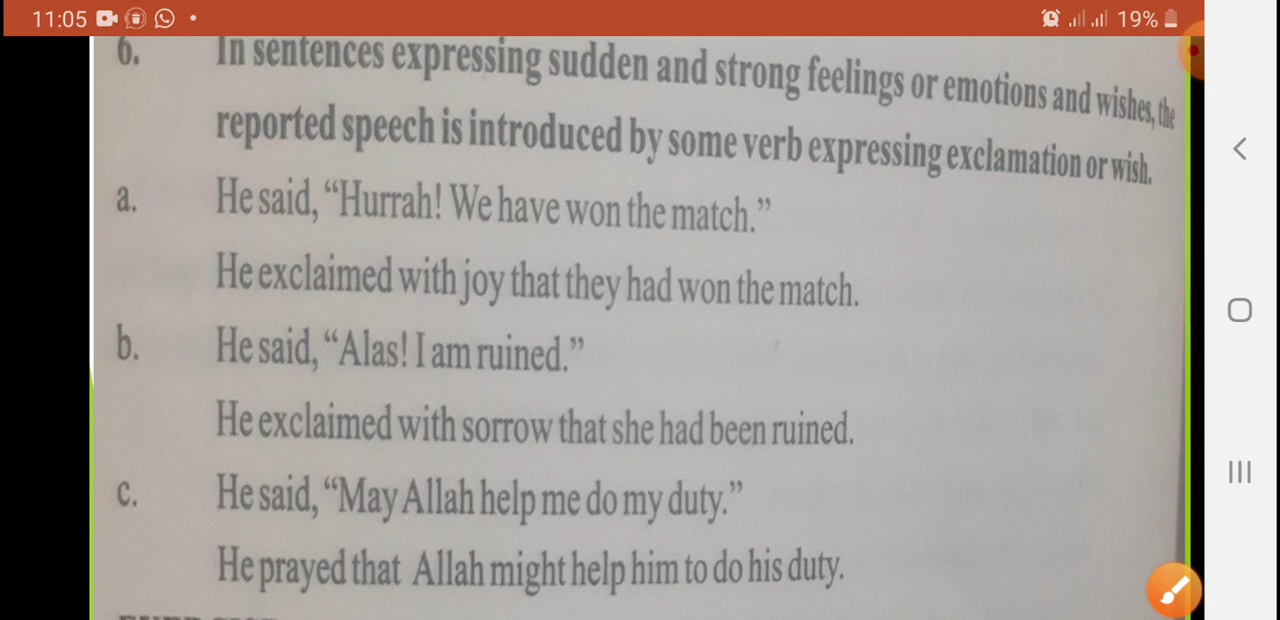 11:05 19%
6. In sentences expressing sudden and strong feelings or emotions and wishes, the
reported speech is introduced by some verb expressing exclamation or wish.
a. He said, “Hurrah! We have won the match.”
He exclaimed with joy that they had won the match.
b. He said, “Alas! I am ruined.”
He exclaimed with sorrow that she had been ruined.
c. He said, “May Allah help me do my duty.”
He prayed that Allah might help him to do his duty.